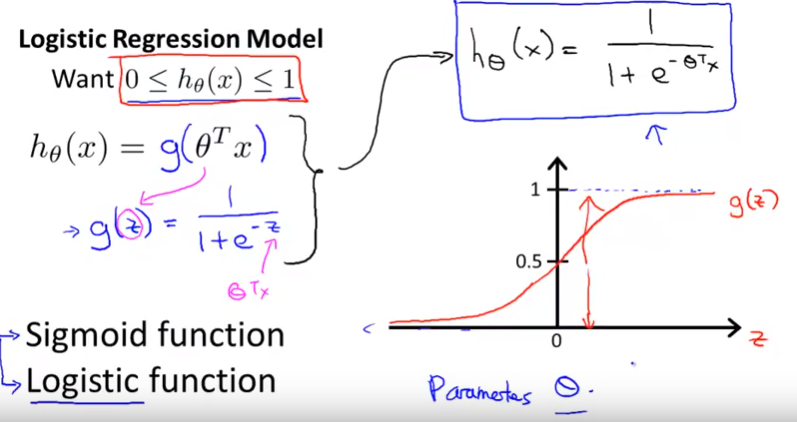 Logistic Regression Model
Want 0 ≤ hθ(x) ≤ 1
hθ(x) = g(θᵀx)
→ g(z) = 1 / (1 + e^(-z))
θᵀx
Sigmoid function
Logistic function
hθ(x) = 1 / (1 + e^(-θᵀx))
1
g(z)
0.5
0
z
Parametes θ.